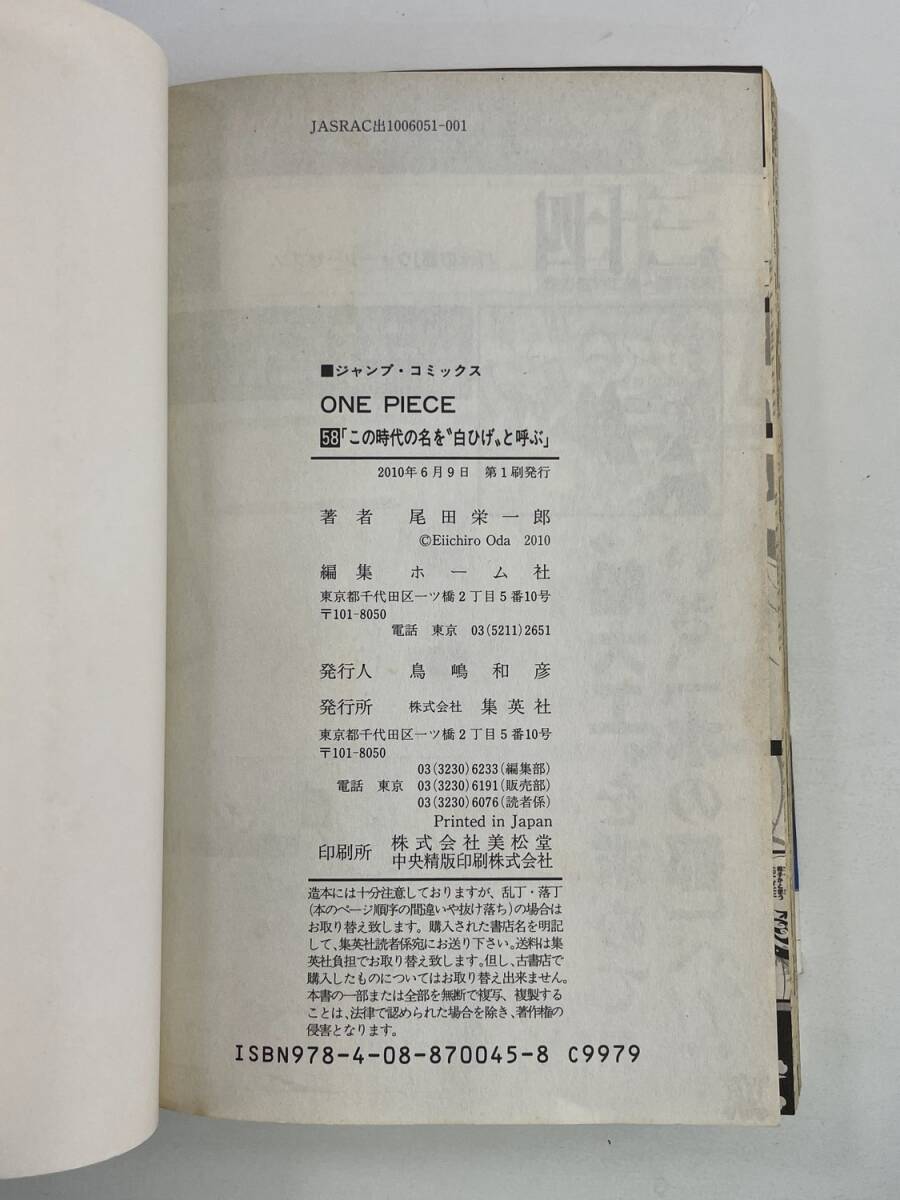 JASRAC出1006051-001
■ジャンプ・コミックス
ONE PIECE
58「この時代の名を〝白ひげ〟と呼ぶ」
2010年6月9日 第1刷発行
著者 尾田栄一郎
©Eiichiro Oda 2010
編集 ホーム社
東京都千代田区一ツ橋2丁目5番10号
〒101-8050
電話 東京 03(5211)2651
発行人 鳥嶋和彦
発行所 株式会社 集英社
東京都千代田区一ツ橋2丁目5番10号
〒101-8050
03(3230)6233(編集部)
電話 東京 03(3230)6191(販売部)
03(3230)6076(読者係)
Printed in Japan
印刷所 株式会社美松堂
中央精版印刷株式会社
造本には十分注意しておりますが、乱丁・落丁
(本のページ順序の間違いや抜け落ち)の場合は
お取り替え致します。購入された書店名を明記
して、集英社読者係宛にお送り下さい。送料は集
英社負担でお取り替え致します。但し、古書店で
購入したものについてはお取り替え出来ません。
本書の一部または全部を無断で複写、複製する
ことは、法律で認められた場合を除き、著作権の
侵害となります。
ISBN978-4-08-870045-8 C9979